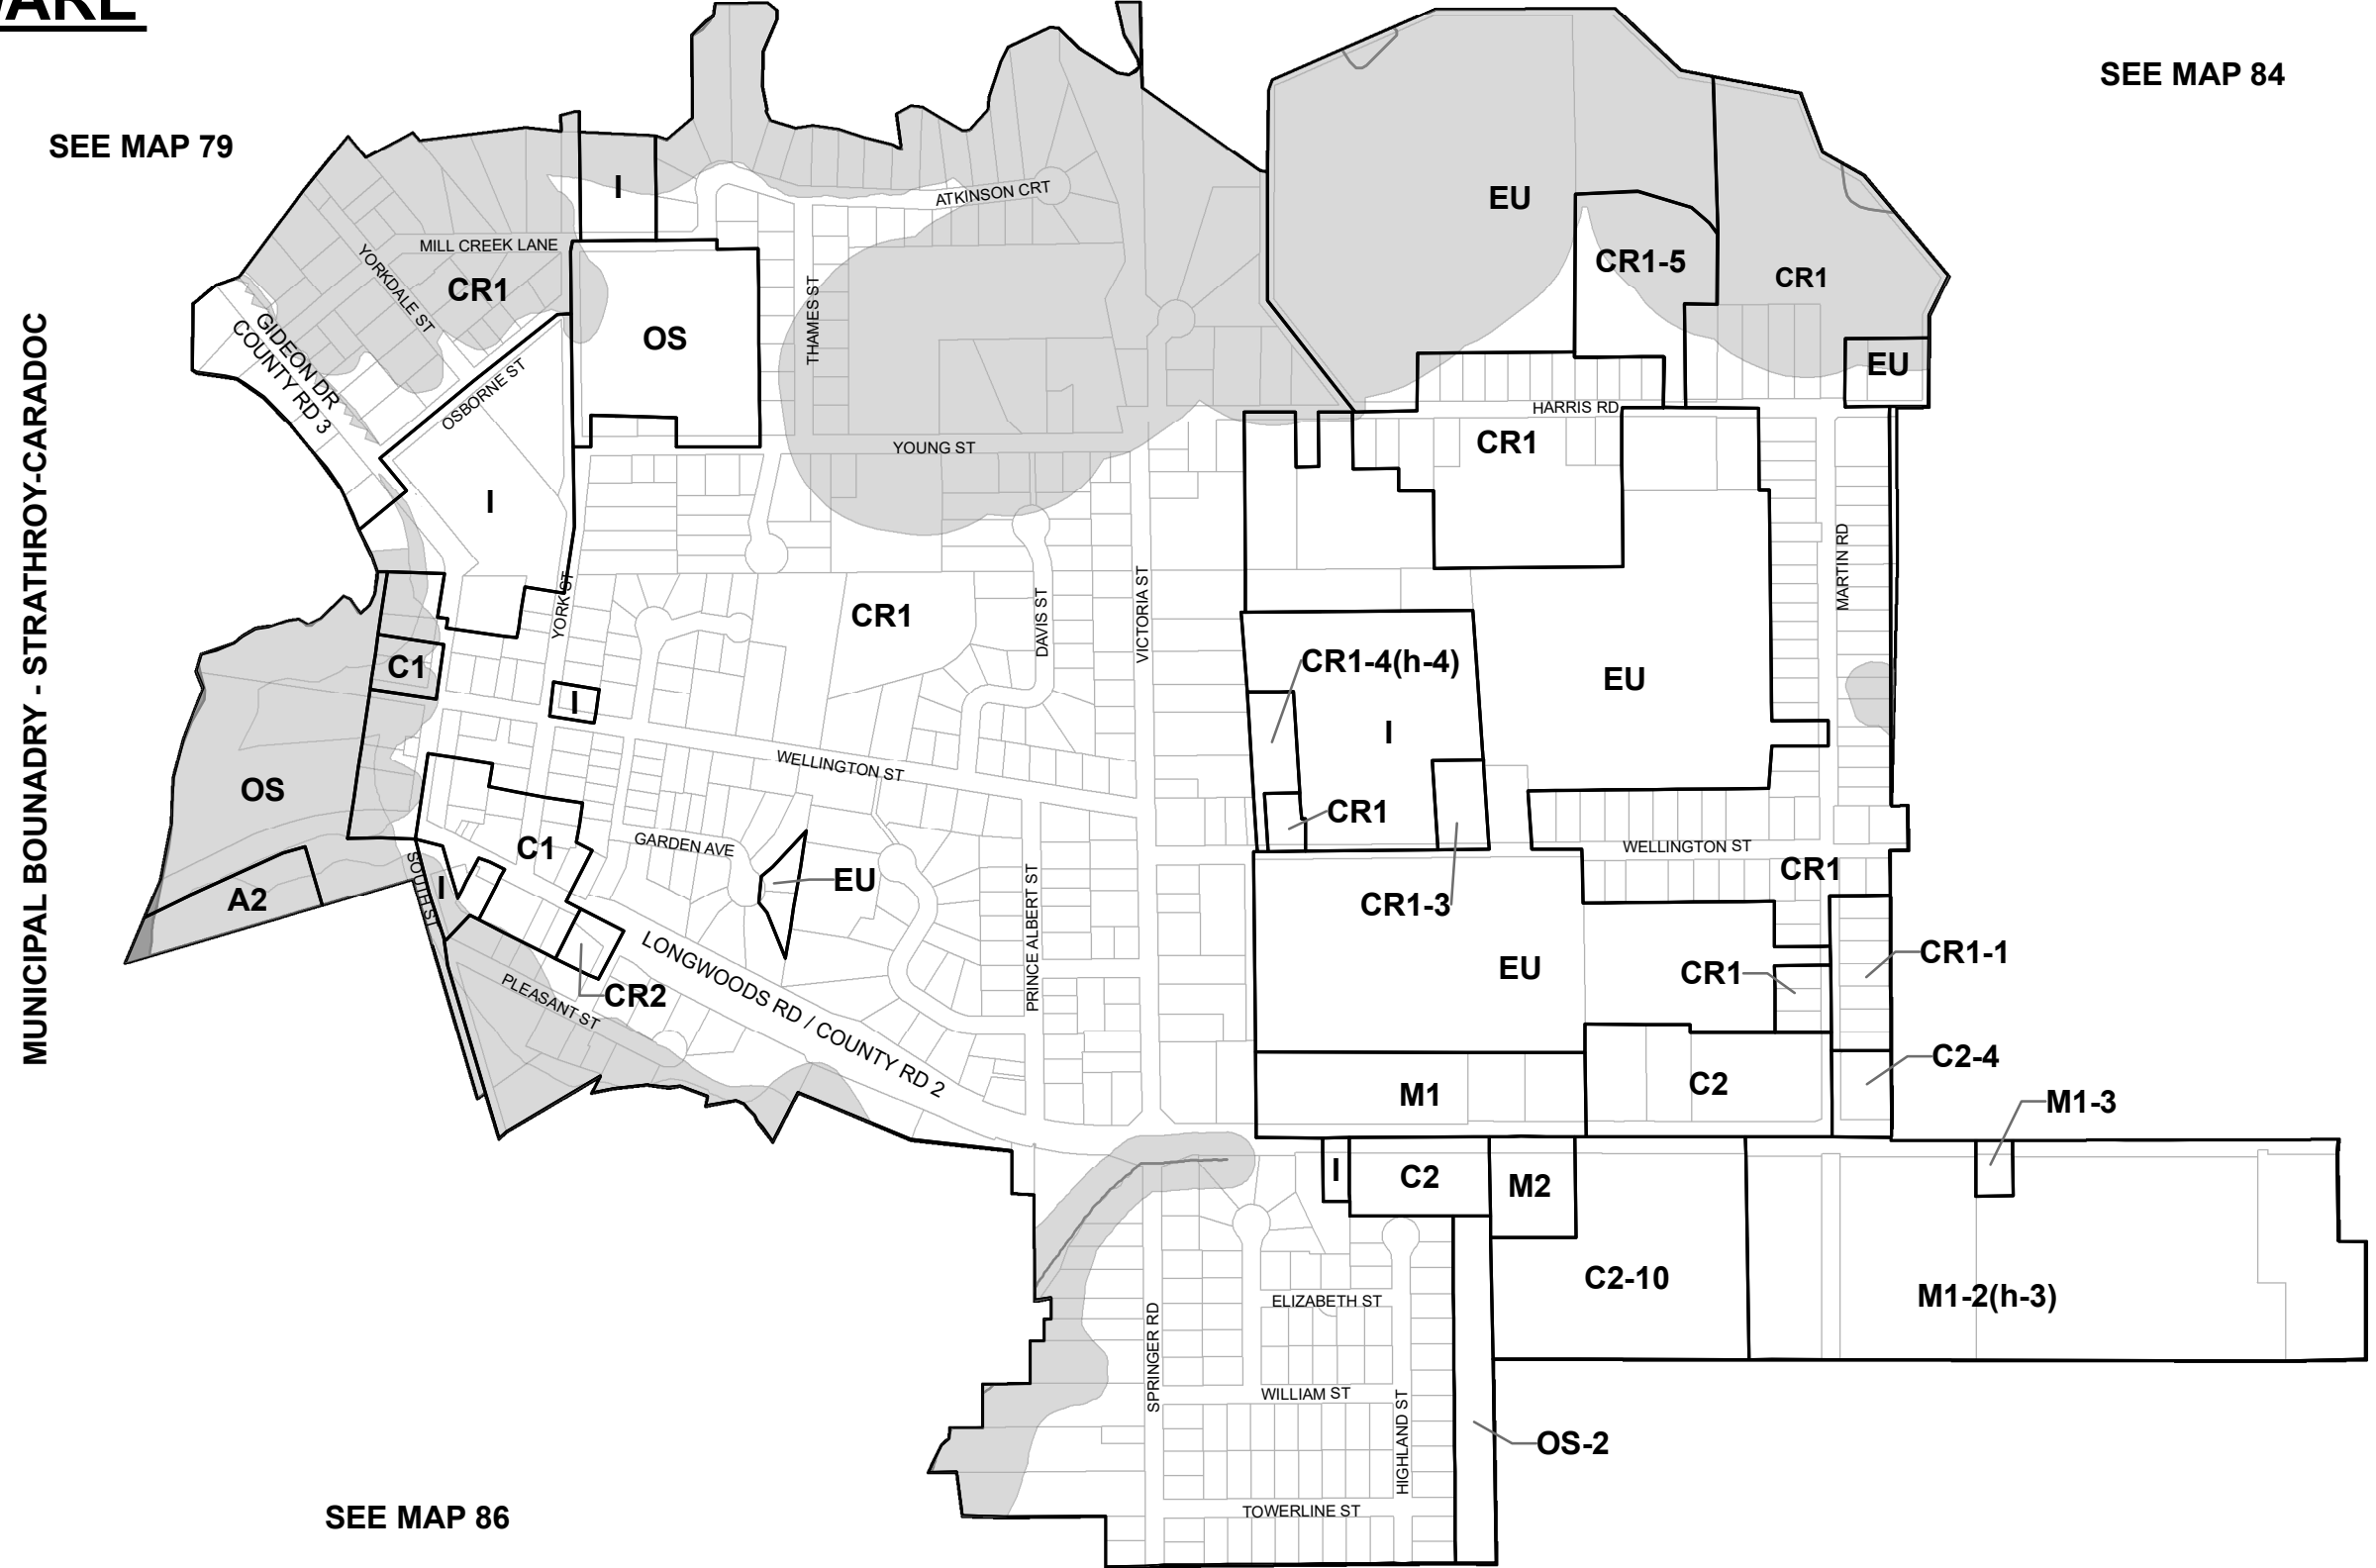 SEE MAP 84
SEE MAP 79
MUNICIPAL BOUNADRY - STRATHROY-CARADOC
I
EU
ATKINSON CRT
MILL CREEK LANE
YORKDALE ST
CR1
CR1-5
CR1
THAMES ST
GIDEON DR
COUNTY RD 3
OS
OSBORNE ST
EU
HARRIS RD
CR1
YOUNG ST
I
MARTIN RD
YORK ST
CR1
DAVIS ST
VICTORIA ST
C1
CR1-4(h-4)
EU
I
I
WELLINGTON ST
OS
CR1
C1
GARDEN AVE
WELLINGTON ST
CR1
EU
SOUTH ST
I
A2
CR1-3
PRINCE ALBERT ST
LONGWOODS RD / COUNTY RD 2
CR1-1
EU
CR1
CR2
PLEASANT ST
C2-4
M1
C2
M1-3
I
C2
M2
C2-10
M1-2(h-3)
ELIZABETH ST
SPRINGER RD
WILLIAM ST
HIGHLAND ST
OS-2
TOWERLINE ST
SEE MAP 86